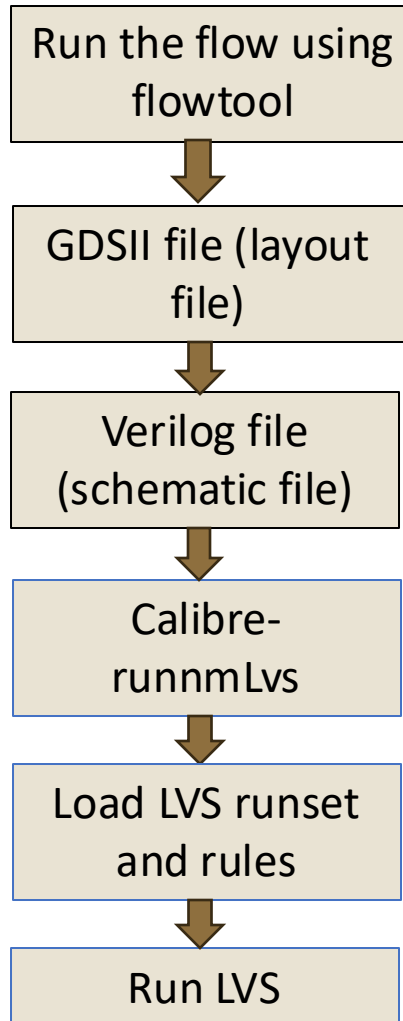 Run the flow using
flowtool
GDSII file (layout
file)
Verilog file
(schematic file)
Calibre-
runnmLvs
Load LVS runset
and rules
Run LVS